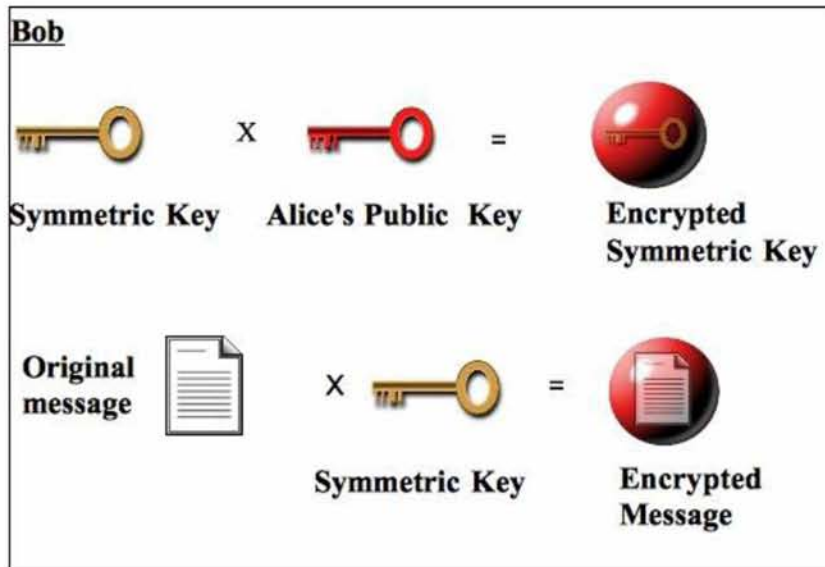 Bob
X
=
Symmetric Key
Alice's Public Key
Encrypted
Symmetric Key
Original
message
X
=
Symmetric Key
Encrypted
Message